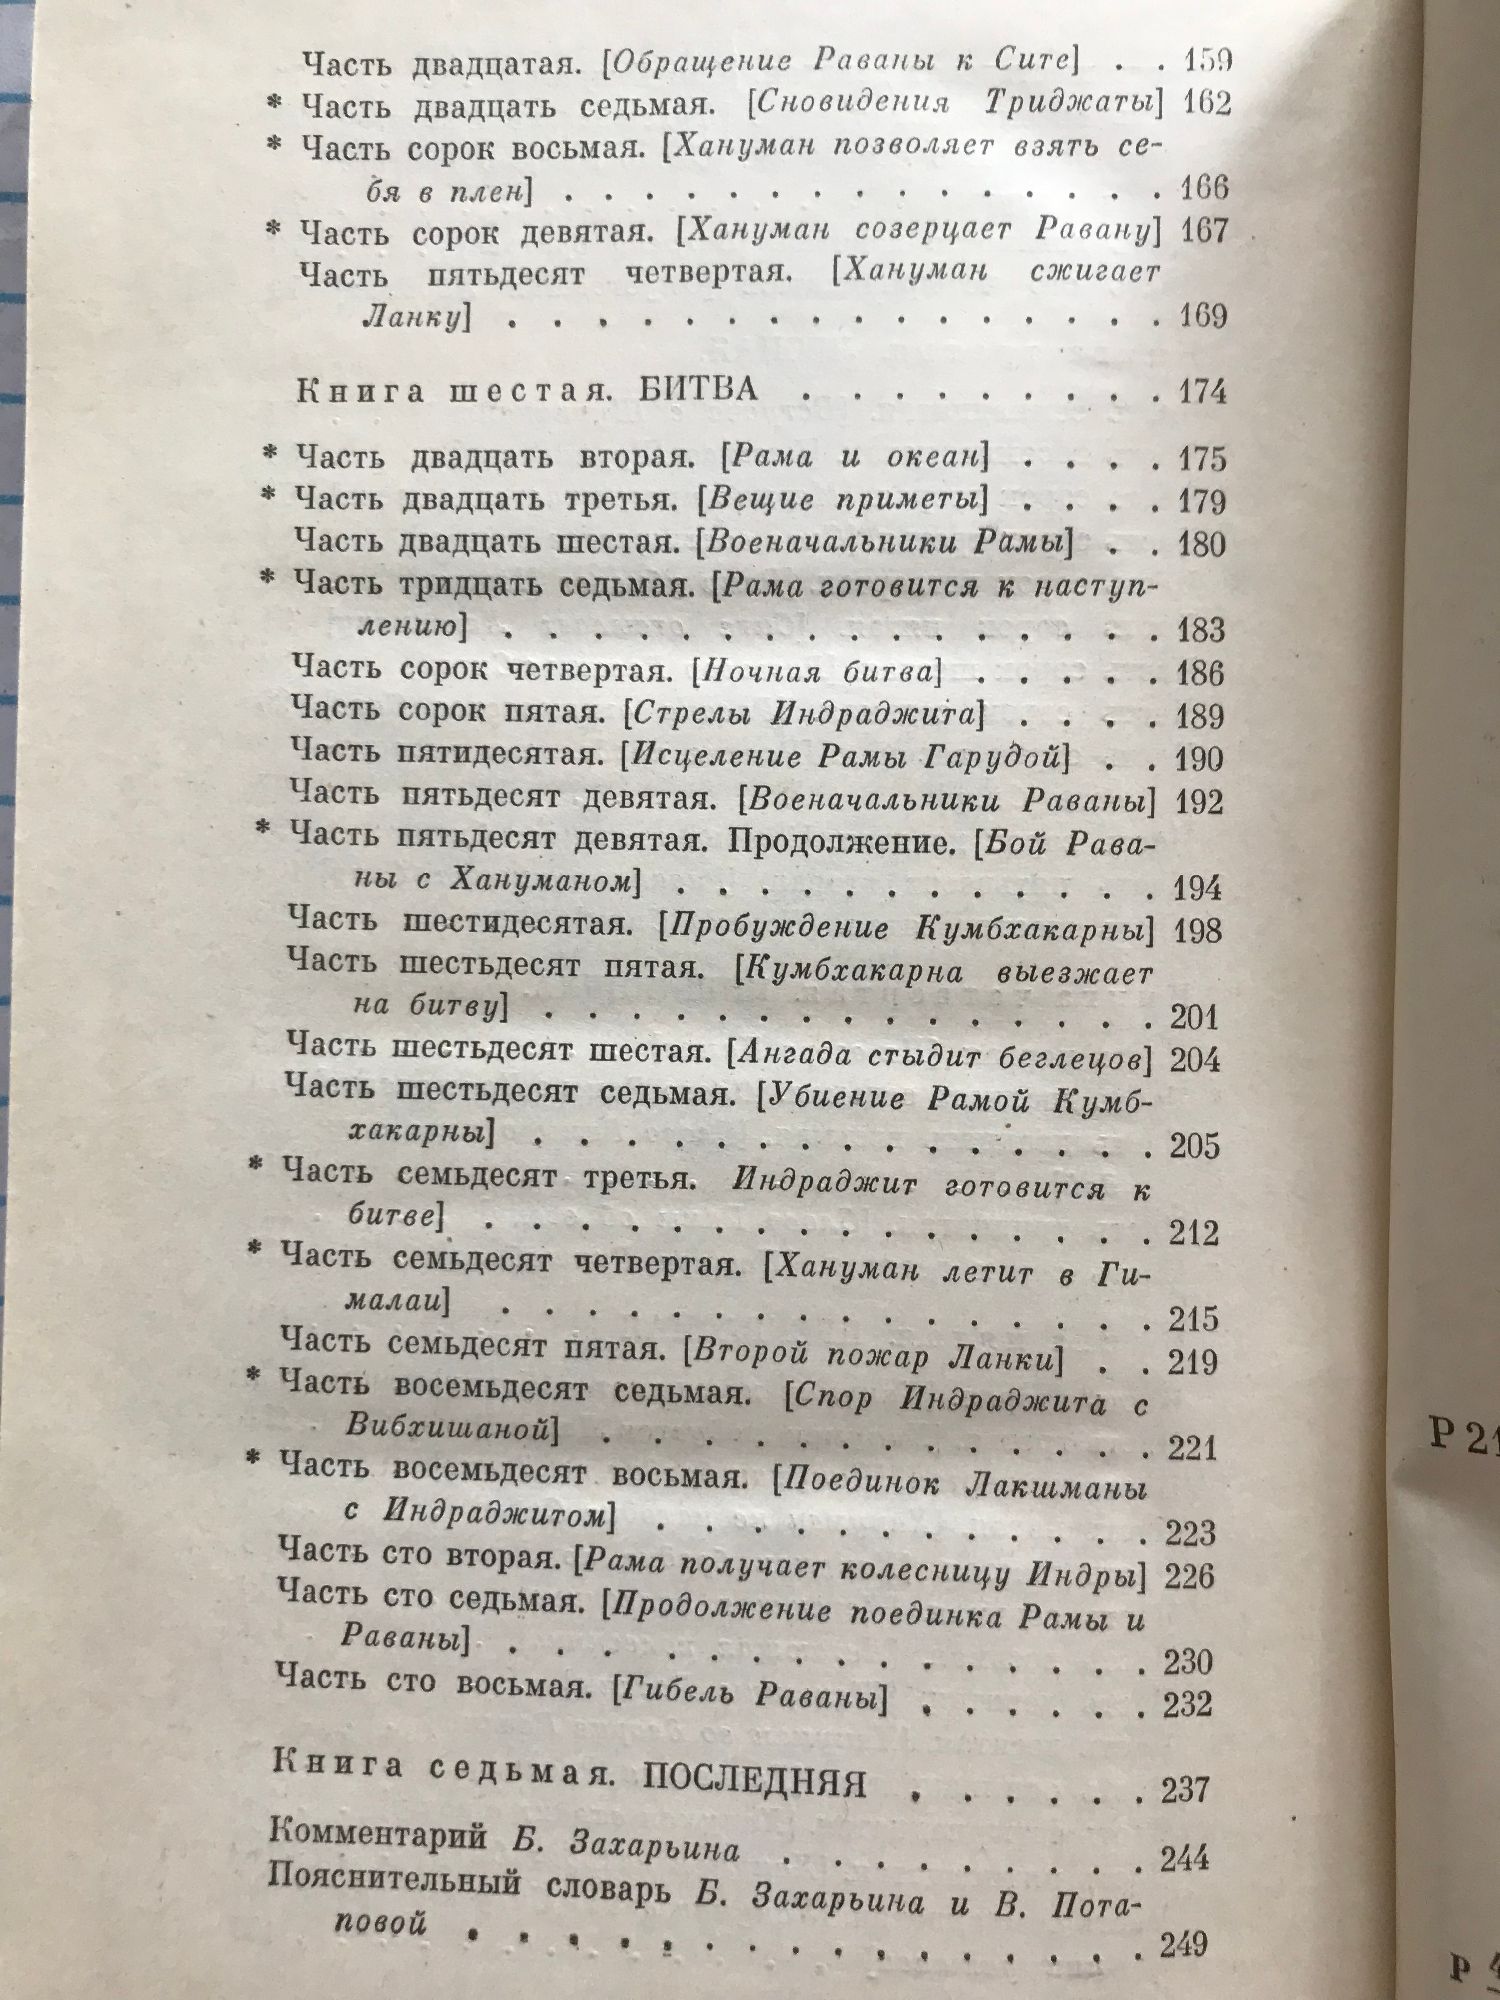 Часть двадцатая. [Обращение Раваны к Сите] . . 159
* Часть двадцать седьмая. [Сновидения Триджаты] 162
* Часть сорок восьмая. [Хануман позволяет взять се-
бя в плен] . . . . . . . . . . . . . . . 166
* Часть сорок девятая. [Хануман созерцает Равану] 167
Часть пятьдесят четвертая. [Хануман сжигает
Ланку] . . . . . . . . . . . . . . . . 169
Книга шестая. БИТВА . . . . . . . . . 174
* Часть двадцать вторая. [Рама и океан] . . . . 175
* Часть двадцать третья. [Вещие приметы] . . . . 179
Часть двадцать шестая. [Военачальники Рамы] . . 180
* Часть тридцать седьмая. [Рама готовится к наступ-
лению] . . . . . . . . . . . . . . . . 183
Часть сорок четвертая. [Ночная битва] . . . . . 186
Часть сорок пятая. [Стрелы Индраджита] . . . . 189
Часть пятидесятая. [Исцеление Рамы Гарудой] . . 190
Часть пятьдесят девятая. [Военачальники Раваны] 192
* Часть пятьдесят девятая. Продолжение. [Бой Рава-
ны с Хануманом] . . . . . . . . . . . . 194
Часть шестидесятая. [Пробуждение Кумбхакарны] 198
Часть шестьдесят пятая. [Кумбхакарна выезжает
на битву] . . . . . . . . . . . . . . . 201
Часть шестьдесят шестая. [Ангада стыдит беглецов] 204
Часть шестьдесят седьмая. [Убиение Рамой Кумб-
хакарны] . . . . . . . . . . . . . . 205
* Часть семьдесят третья. Индраджит готовится к
битве] . . . . . . . . . . . . . . . 212
* Часть семьдесят четвертая. [Хануман летит в Ги-
малаи] . . . . . . . . . . . . . . . 215
Часть семьдесят пятая. [Второй пожар Ланки] . . 219
* Часть восемьдесят седьмая. [Спор Индраджита с
Вибхишаной] . . . . . . . . . . . . . 221
* Часть восемьдесят восьмая. [Поединок Лакшманы
с Индраджитом] . . . . . . . . . . . . 223
Часть сто вторая. [Рама получает колесницу Индры] 226
Часть сто седьмая. [Продолжение поединка Рамы и
Раваны] . . . . . . . . . . . . . . . 230
Часть сто восьмая. [Гибель Раваны] . . . . . . 232
Книга седьмая. ПОСЛЕДНЯЯ . . . . . . 237
Комментарий Б. Захарьина . . . . . . . . . 244
Пояснительный словарь Б. Захарьина и В. Пота-
повой . . . . . . . . . . . . . . . 249
Р 21